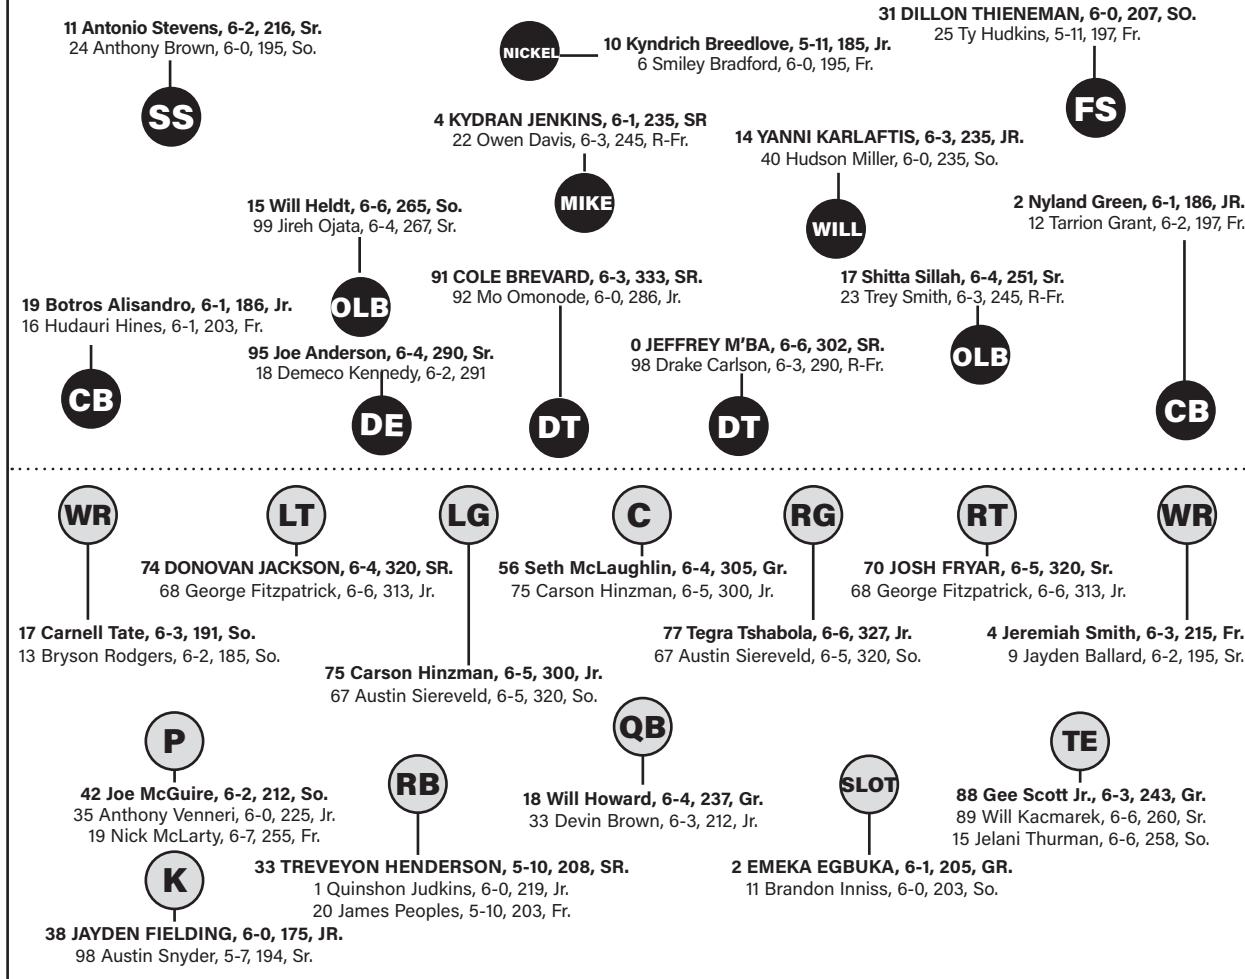 11 Antonio Stevens, 6-2, 216, Sr.
24 Anthony Brown, 6-0, 195, So.
SS
NICKEL
10 Kyndrich Breedlove, 5-11, 185, Jr.
6 Smiley Bradford, 6-0, 195, Fr.
31 DILLON THIENEMAN, 6-0, 207, SO.
25 Ty Hudkins, 5-11, 197, Fr.
FS
4 KYDRAN JENKINS, 6-1, 235, SR
22 Owen Davis, 6-3, 245, R-Fr.
MIKE
14 YANNI KARLAFTIS, 6-3, 235, JR.
40 Hudson Miller, 6-0, 235, So.
WILL
15 Will Heldt, 6-6, 265, So.
99 Jireh Ojata, 6-4, 267, Sr.
OLB
2 Nyland Green, 6-1, 186, JR.
12 Tarrion Grant, 6-2, 197, Fr.
CB
91 COLE BREVARD, 6-3, 333, SR.
92 Mo Omonode, 6-0, 286, Jr.
DT
17 Shitta Sillah, 6-4, 251, Sr.
23 Trey Smith, 6-3, 245, R-Fr.
OLB
19 Botros Alisandro, 6-1, 186, Jr.
16 Hudauri Hines, 6-1, 203, Fr.
CB
95 Joe Anderson, 6-4, 290, Sr.
18 Demeco Kennedy, 6-2, 291
DE
0 JEFFREY M'BA, 6-6, 302, SR.
98 Drake Carlson, 6-3, 290, R-Fr.
DT
WR
LT
LG
C
RG
RT
WR
74 DONOVAN JACKSON, 6-4, 320, SR.
68 George Fitzpatrick, 6-6, 313, Jr.
56 Seth McLaughlin, 6-4, 305, Gr.
75 Carson Hinzman, 6-5, 300, Jr.
70 JOSH FRYAR, 6-5, 320, Sr.
68 George Fitzpatrick, 6-6, 313, Jr.
17 Carnell Tate, 6-3, 191, So.
13 Bryson Rodgers, 6-2, 185, So.
77 Tegra Tshabola, 6-6, 327, Jr.
67 Austin Siereveld, 6-5, 320, So.
4 Jeremiah Smith, 6-3, 215, Fr.
9 Jayden Ballard, 6-2, 195, Sr.
75 Carson Hinzman, 6-5, 300, Jr.
67 Austin Siereveld, 6-5, 320, So.
P
42 Joe McGuire, 6-2, 212, So.
35 Anthony Venneri, 6-0, 225, Jr.
19 Nick McLarty, 6-7, 255, Fr.
QB
18 Will Howard, 6-4, 237, Gr.
33 Devin Brown, 6-3, 212, Jr.
TE
88 Gee Scott Jr., 6-3, 243, Gr.
89 Will Kacmarek, 6-6, 260, Sr.
15 Jelani Thurman, 6-6, 258, So.
RB
33 TREVEYON HENDERSON, 5-10, 208, SR.
1 Quinshon Judkins, 6-0, 219, Jr.
20 James Peoples, 5-10, 203, Fr.
SLOT
2 EMEKA EGBUKA, 6-1, 205, GR.
11 Brandon Inniss, 6-0, 203, So.
K
38 JAYDEN FIELDING, 6-0, 175, JR.
98 Austin Snyder, 5-7, 194, Sr.